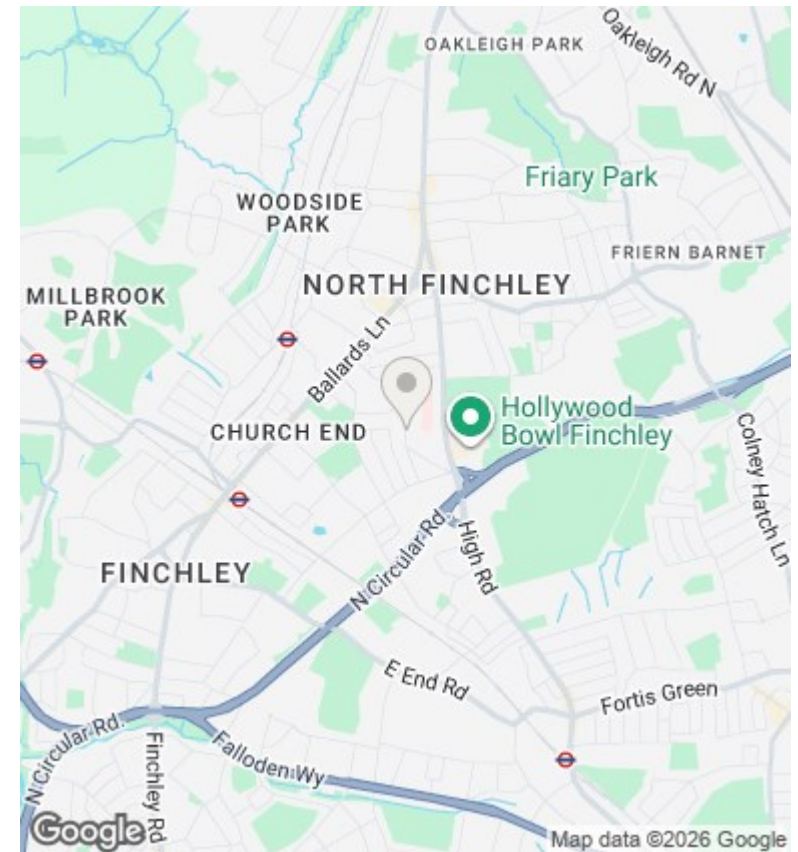 OAKLEIGH PARK
Oakleigh Rd N
Friary Park
WOODSIDE
PARK
FRIERN BARNET
NORTH FINCHLEY
MILLBROOK
PARK
Ballards Ln
Hollywood
Bowl Finchley
CHURCH END
Colney Hatch Ln
N Circular Rd.
High Rd
FINCHLEY
E End Rd
Fortis Green
N Circular Rd.
Finchley Rd
Falloden Wy
Google
Map data ©2026 Google